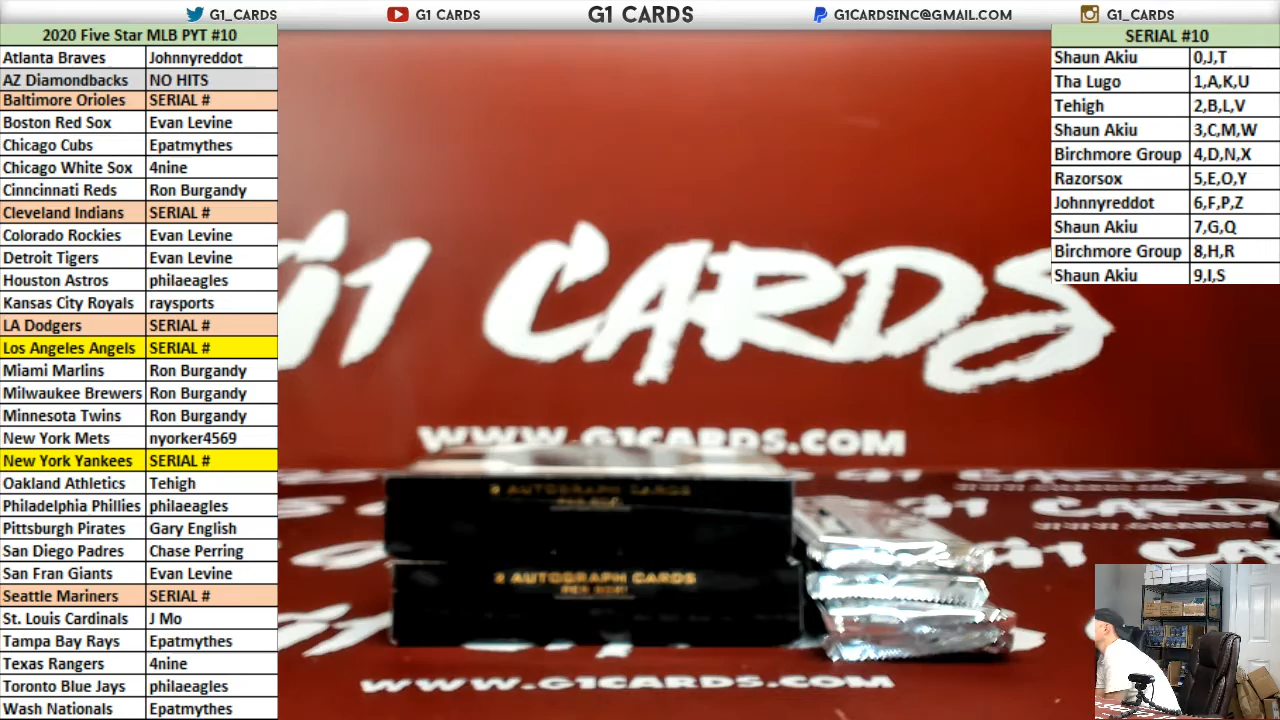 G1_CARDS G1 CARDS G1 CARDS G1CARDSINC@GMAIL.COM G1_CARDS
2020 Five Star MLB PYT #10
Atlanta Braves Johnnyreddot
AZ Diamondbacks NO HITS
Baltimore Orioles SERIAL #
Boston Red Sox Evan Levine
Chicago Cubs Epatmythes
Chicago White Sox 4nine
Cinncinnati Reds Ron Burgandy
Cleveland Indians SERIAL #
Colorado Rockies Evan Levine
Detroit Tigers Evan Levine
Houston Astros philaeagles
Kansas City Royals raysports
LA Dodgers SERIAL #
Los Angeles Angels SERIAL #
Miami Marlins Ron Burgandy
Milwaukee Brewers Ron Burgandy
Minnesota Twins Ron Burgandy
New York Mets nyorker4569
New York Yankees SERIAL #
Oakland Athletics Tehigh
Philadelphia Phillies philaeagles
Pittsburgh Pirates Gary English
San Diego Padres Chase Perring
San Fran Giants Evan Levine
Seattle Mariners SERIAL #
St. Louis Cardinals J Mo
Tampa Bay Rays Epatmythes
Texas Rangers 4nine
Toronto Blue Jays philaeagles
Wash Nationals Epatmythes
SERIAL #10
Shaun Akiu 0,J,T
Tha Lugo 1,A,K,U
Tehigh 2,B,L,V
Shaun Akiu 3,C,M,W
Birchmore Group 4,D,N,X
Razorsox 5,E,O,Y
Johnnyreddot 6,F,P,Z
Shaun Akiu 7,G,Q
Birchmore Group 8,H,R
Shaun Akiu 9,I,S
G1 CARDS
WWW.G1CARDS.COM
2 AUTOGRAPH CARDS
PER BOX!
2 AUTOGRAPH CARDS
PER BOX!
WWW.G1CARDS.COM